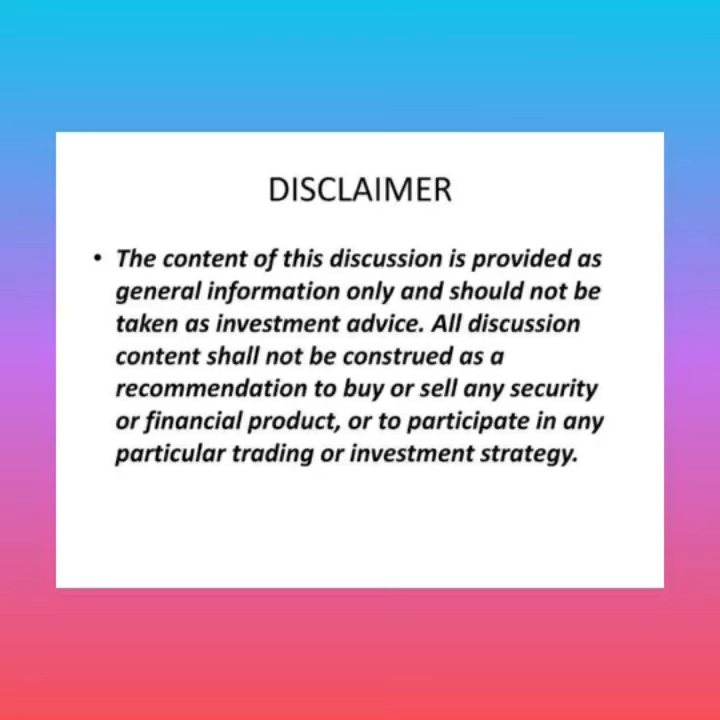 DISCLAIMER
• The content of this discussion is provided as
general information only and should not be
taken as investment advice. All discussion
content shall not be construed as a
recommendation to buy or sell any security
or financial product, or to participate in any
particular trading or investment strategy.